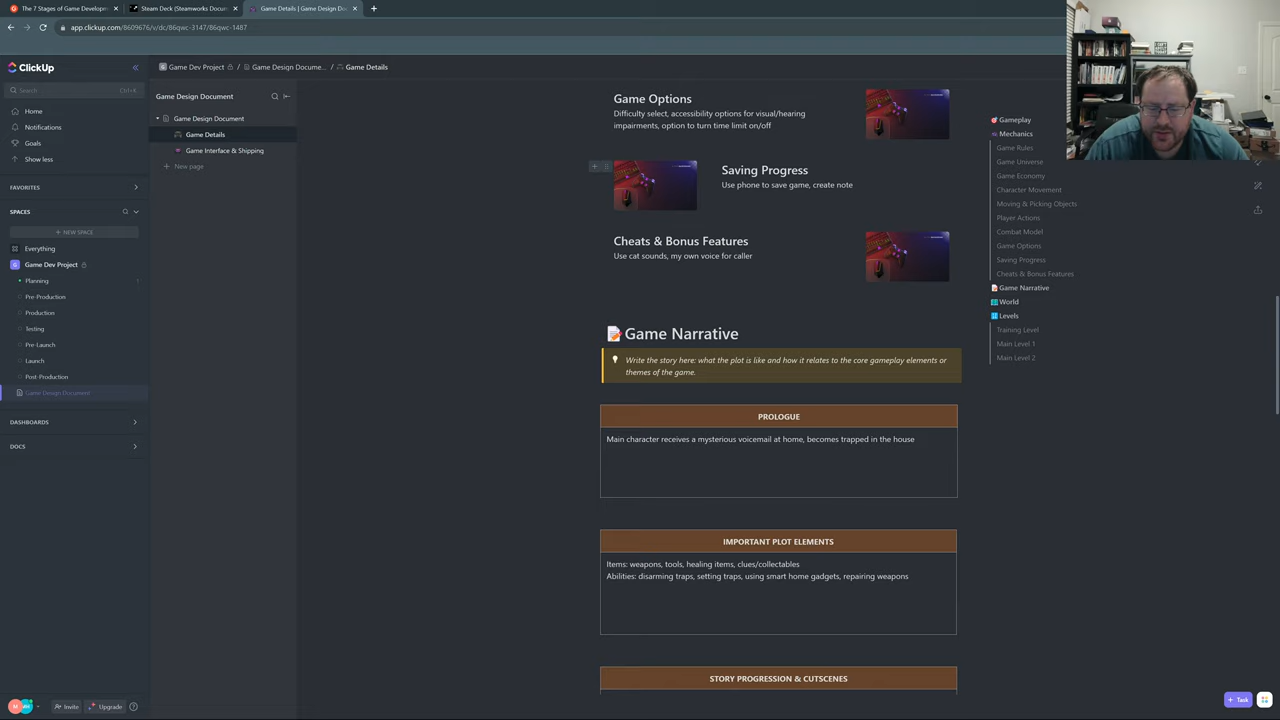 The 7 Stages of Game Developm
Steam Deck (Steamworks Docum
Game Details | Game Design Doc
app.clickup.com/8609676/v/dc/86qwc-3147/86qwc-1487
ClickUp
Search
Ctrl+K
Home
Notifications
Goals
Show less
FAVORITES
SPACES
+ NEW SPACE
Everything
G
Game Dev Project
Planning
1
Pre-Production
Production
Testing
Pre-Launch
Launch
Post-Production
Game Design Document
DASHBOARDS
DOCS
M
Invite
Upgrade
G Game Dev Project / Game Design Docume... / Game Details
Game Design Document
Game Design Document
Game Details
Game Interface & Shipping
+ New page
Game Options
Difficulty select, accessibility options for visual/hearing
impairments, option to turn time limit on/off
Saving Progress
Use phone to save game, create note
Cheats & Bonus Features
Use cat sounds, my own voice for caller
Game Narrative
Write the story here: what the plot is like and how it relates to the core gameplay elements or
themes of the game.
PROLOGUE
Main character receives a mysterious voicemail at home, becomes trapped in the house
IMPORTANT PLOT ELEMENTS
Items: weapons, tools, healing items, clues/collectables
Abilities: disarming traps, setting traps, using smart home gadgets, repairing weapons
STORY PROGRESSION & CUTSCENES
Gameplay
Mechanics
Game Rules
Game Universe
Game Economy
Character Movement
Moving & Picking Objects
Player Actions
Combat Model
Game Options
Saving Progress
Cheats & Bonus Features
Game Narrative
World
Levels
Training Level
Main Level 1
Main Level 2
+ Task